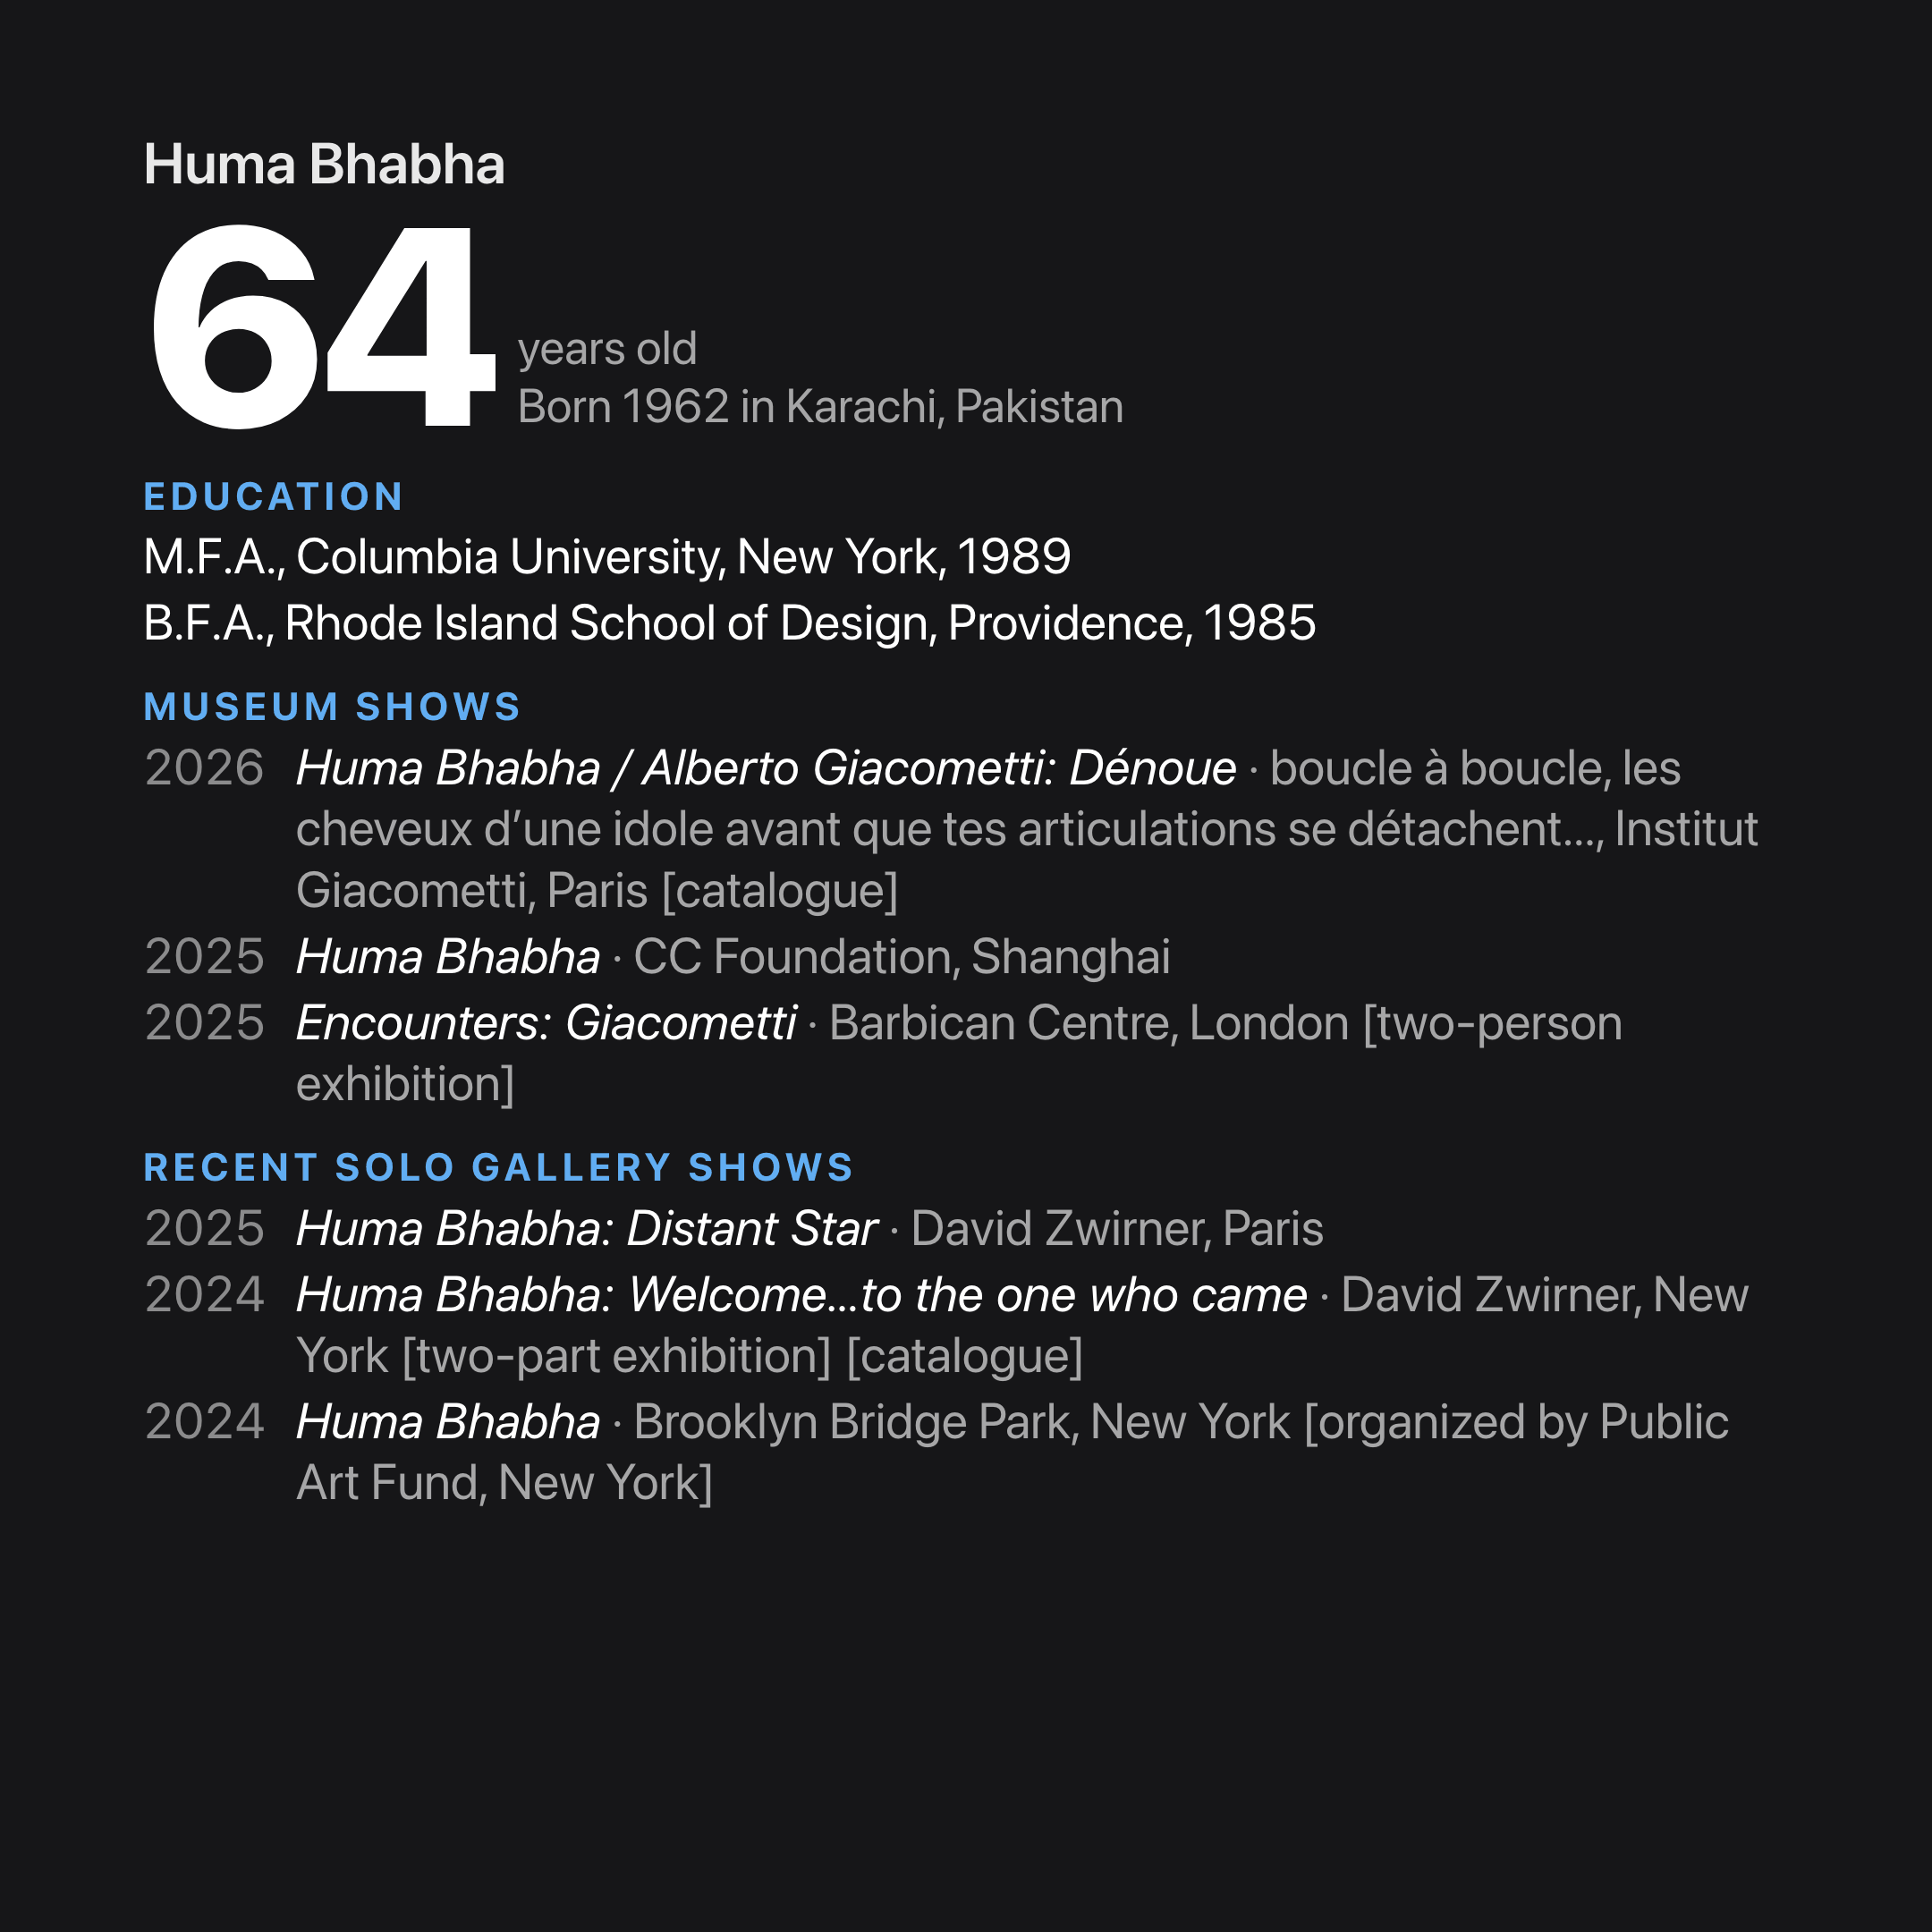 Huma Bhabha
64
years old
Born 1962 in Karachi, Pakistan
EDUCATION
M.F.A., Columbia University, New York, 1989
B.F.A., Rhode Island School of Design, Providence, 1985
MUSEUM SHOWS
2026 Huma Bhabha / Alberto Giacometti: Dénoue · boucle à boucle, les
cheveux d’une idole avant que tes articulations se détachent…, Institut
Giacometti, Paris [catalogue]
2025 Huma Bhabha · CC Foundation, Shanghai
2025 Encounters: Giacometti · Barbican Centre, London [two-person
exhibition]
RECENT SOLO GALLERY SHOWS
2025 Huma Bhabha: Distant Star · David Zwirner, Paris
2024 Huma Bhabha: Welcome…to the one who came · David Zwirner, New
York [two-part exhibition] [catalogue]
2024 Huma Bhabha · Brooklyn Bridge Park, New York [organized by Public
Art Fund, New York]